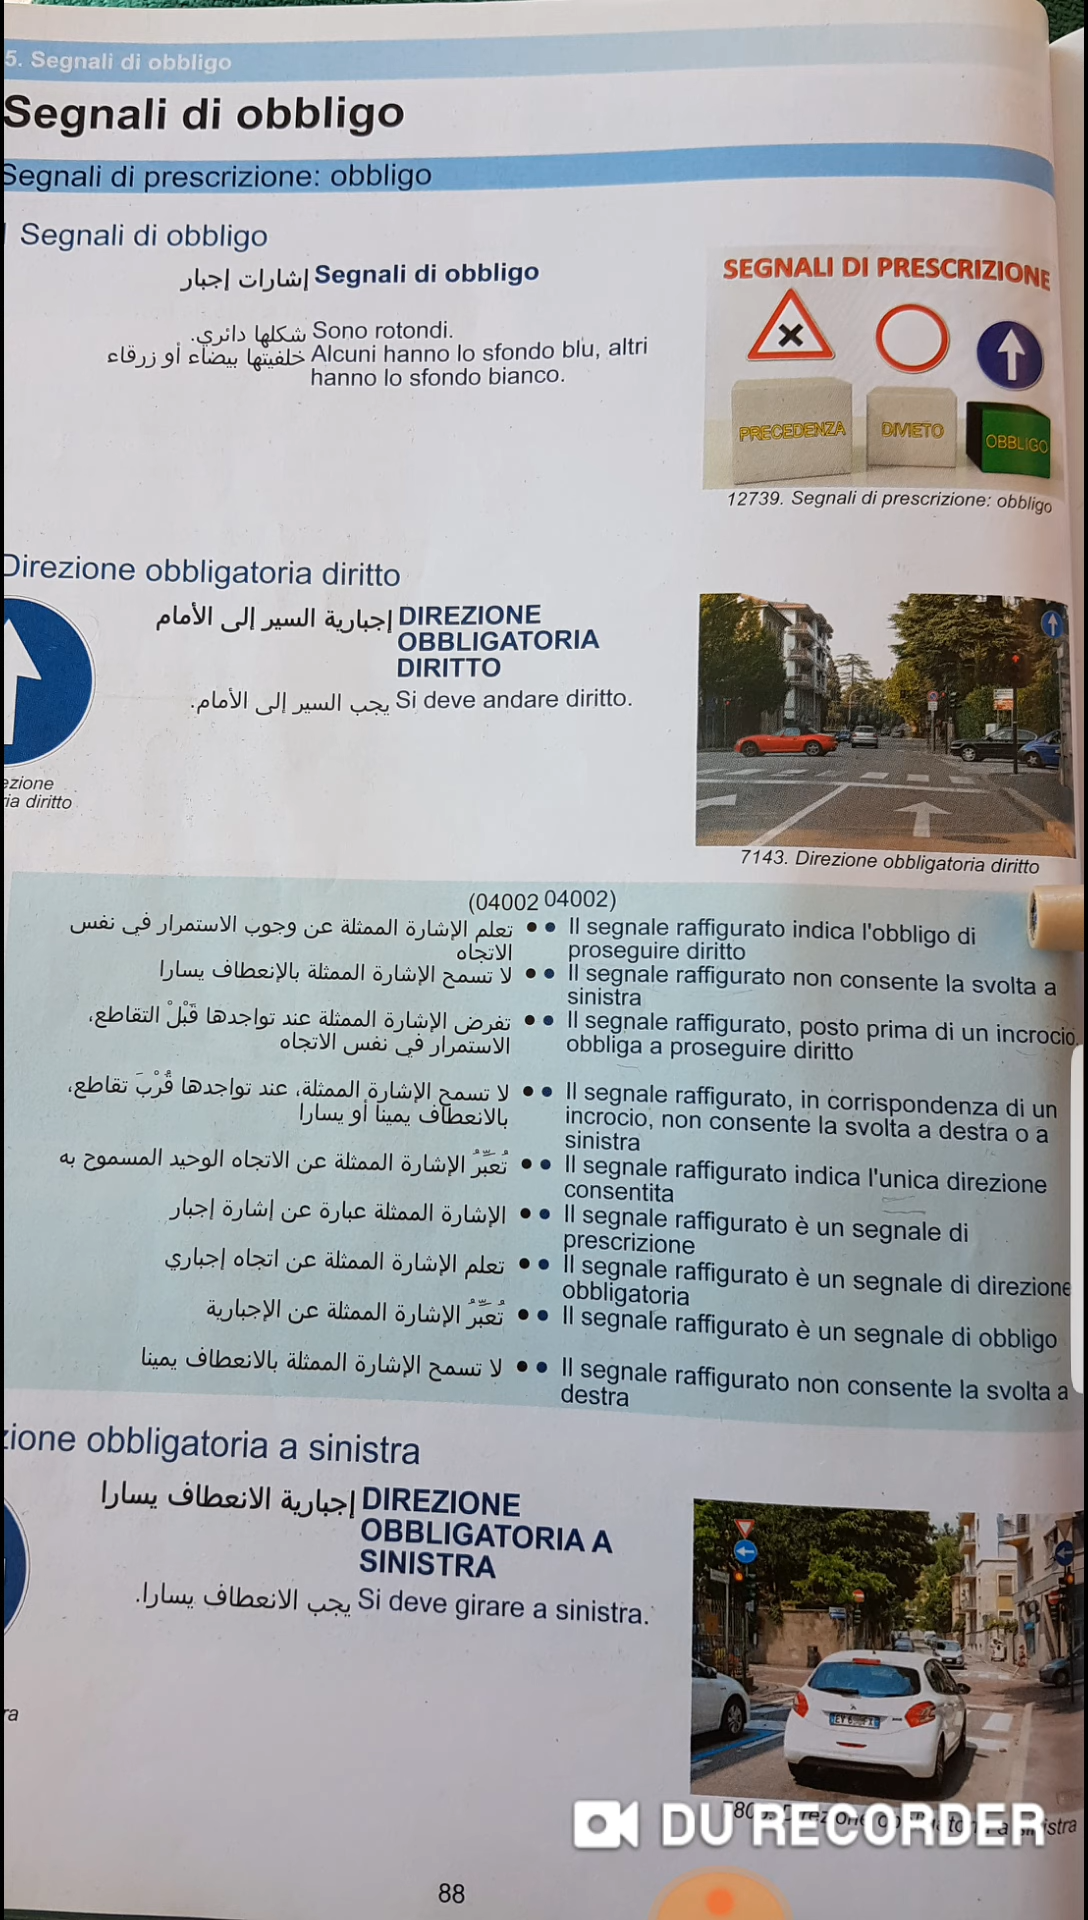 5. Segnali di obbligo
Segnali di obbligo
Segnali di prescrizione: obbligo
Segnali di obbligo
إشارات إجبار Segnali di obbligo
شكلها دائري. Sono rotondi.
خلفيتها بيضاء أو زرقاء Alcuni hanno lo sfondo blu, altri
hanno lo sfondo bianco.
SEGNALI DI PRESCRIZIONE
PRECEDENZA
DIVIETO
OBBLIGO
12739. Segnali di prescrizione: obbligo
Direzione obbligatoria diritto
إجبارية السير إلى الأمام DIREZIONE
OBBLIGATORIA
DIRITTO
يجب السير إلى الأمام. Si deve andare diritto.
ezione
ria diritto
7143. Direzione obbligatoria diritto
(04002 04002)
تعلم الإشارة الممثلة عن وجوب الاستمرار في نفس • • Il segnale raffigurato indica l'obbligo di
الاتجاه proseguire diritto
لا تسمح الإشارة الممثلة بالإنعطاف يسارا • • Il segnale raffigurato non consente la svolta a
sinistra
تفرض الإشارة الممثلة عند تواجدها قَبْلْ التقاطع، • • Il segnale raffigurato, posto prima di un incrocio,
الاستمرار في نفس الاتجاه obbliga a proseguire diritto
لا تسمح الإشارة الممثلة، عند تواجدها قُرْبَ تقاطع، • • Il segnale raffigurato, in corrispondenza di un
بالانعطاف يمينا أو يسارا incrocio, non consente la svolta a destra o a
sinistra
تُعبِّرُ الإشارة الممثلة عن الاتجاه الوحيد المسموح به • • Il segnale raffigurato indica l'unica direzione
consentita
الإشارة الممثلة عبارة عن إشارة إجبار • • Il segnale raffigurato è un segnale di
prescrizione
تعلم الإشارة الممثلة عن اتجاه إجباري • • Il segnale raffigurato è un segnale di direzione
obbligatoria
تُعبِّرُ الإشارة الممثلة عن الإجبارية • • Il segnale raffigurato è un segnale di obbligo
لا تسمح الإشارة الممثلة بالانعطاف يمينا • • Il segnale raffigurato non consente la svolta a
destra
zione obbligatoria a sinistra
إجبارية الانعطاف يسارا DIREZIONE
OBBLIGATORIA A
SINISTRA
يجب الانعطاف يسارا. Si deve girare a sinistra.
ra
DU RECORDER
88